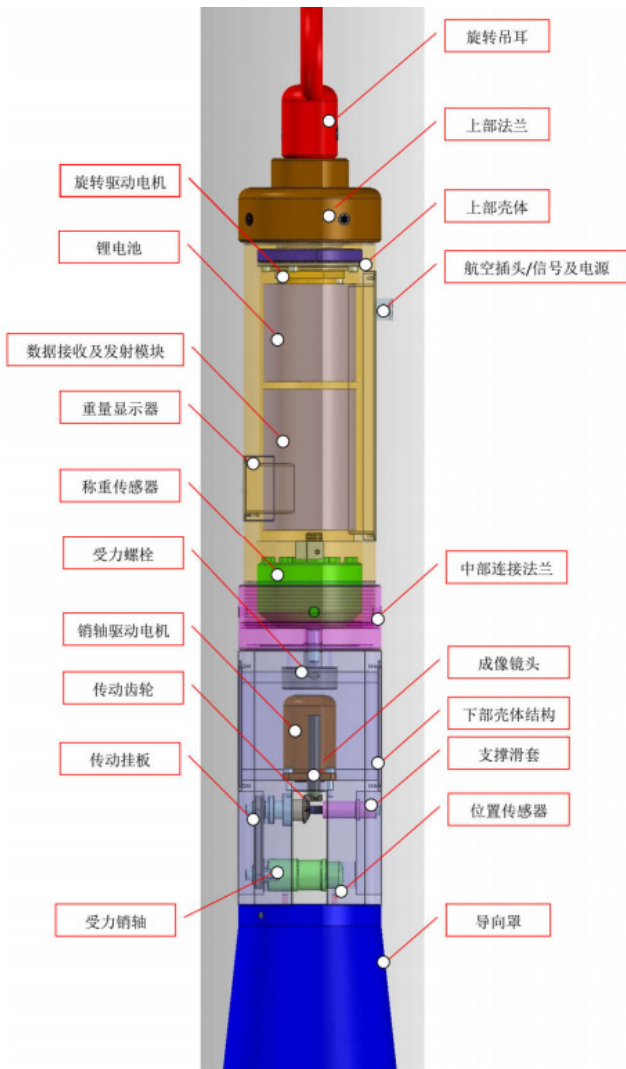 旋转吊耳
上部法兰
旋转驱动电机
上部壳体
锂电池
航空插头/信号及电源
数据接收及发射模块
重量显示器
称重传感器
受力螺栓
中部连接法兰
销轴驱动电机
成像镜头
传动齿轮
下部壳体结构
传动挂板
支撑滑套
位置传感器
受力销轴
导向罩